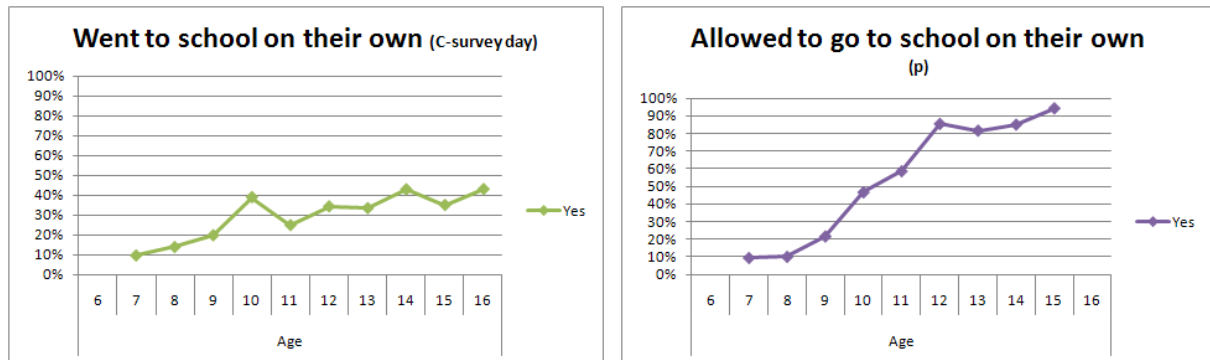 Went to school on their own (C-survey day)
100%
90%
80%
70%
60%
50%
40%
30%
20%
10%
0%
6 7 8 9 10 11 12 13 14 15 16
Age
Yes
Allowed to go to school on their own
(p)
100%
90%
80%
70%
60%
50%
40%
30%
20%
10%
0%
6 7 8 9 10 11 12 13 14 15 16
Age
Yes